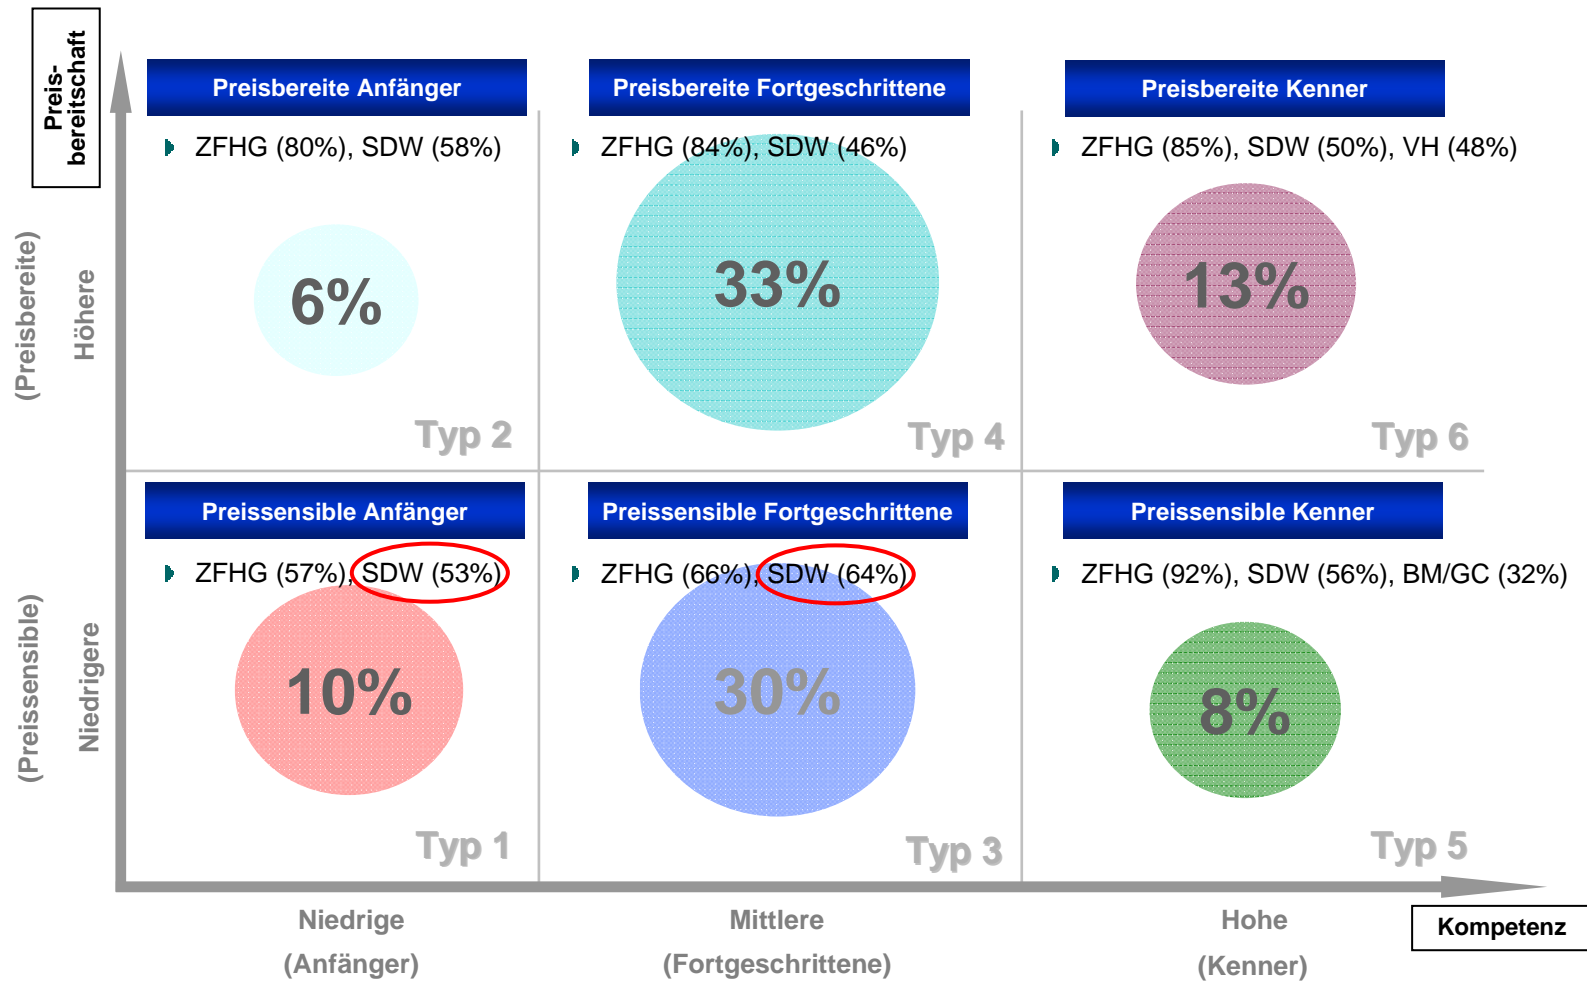 Preis-
bereitschaft
Preisbereite Anfänger
Preisbereite Fortgeschrittene
Preisbereite Kenner
ZFHG (80%), SDW (58%)
ZFHG (84%), SDW (46%)
ZFHG (85%), SDW (50%), VH (48%)
(Preisbereite)
Höhere
6%
33%
13%
Typ 2
Typ 4
Typ 6
Preissensible Anfänger
Preissensible Fortgeschrittene
Preissensible Kenner
ZFHG (57%), SDW (53%)
ZFHG (66%), SDW (64%)
ZFHG (92%), SDW (56%), BM/GC (32%)
(Preissensible)
Niedrigere
10%
30%
8%
Typ 1
Typ 3
Typ 5
Niedrige
(Anfänger)
Mittlere
(Fortgeschrittene)
Hohe
(Kenner)
Kompetenz